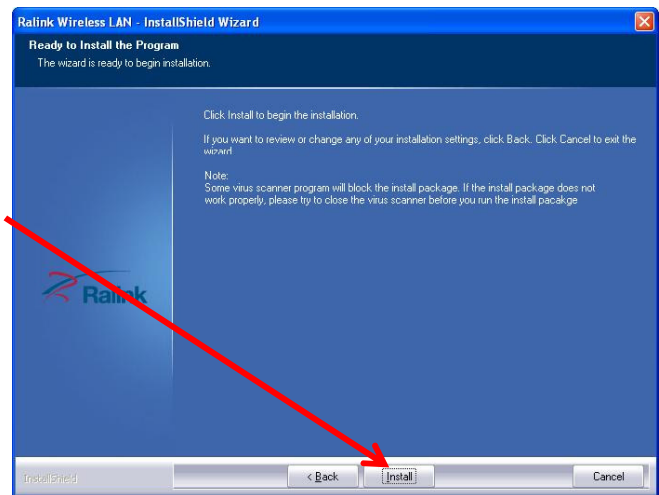 Ralink Wireless LAN - InstallShield Wizard
Ready to Install the Program
The wizard is ready to begin installation.
Click Install to begin the installation.
If you want to review or change any of your installation settings, click Back. Click Cancel to exit the
wizard
Note:
Some virus scanner program will block the install package. If the install package does not
work properly, please try to close the virus scanner before you run the install pacakge
Ralink
InstallShield
< Back
Install
Cancel